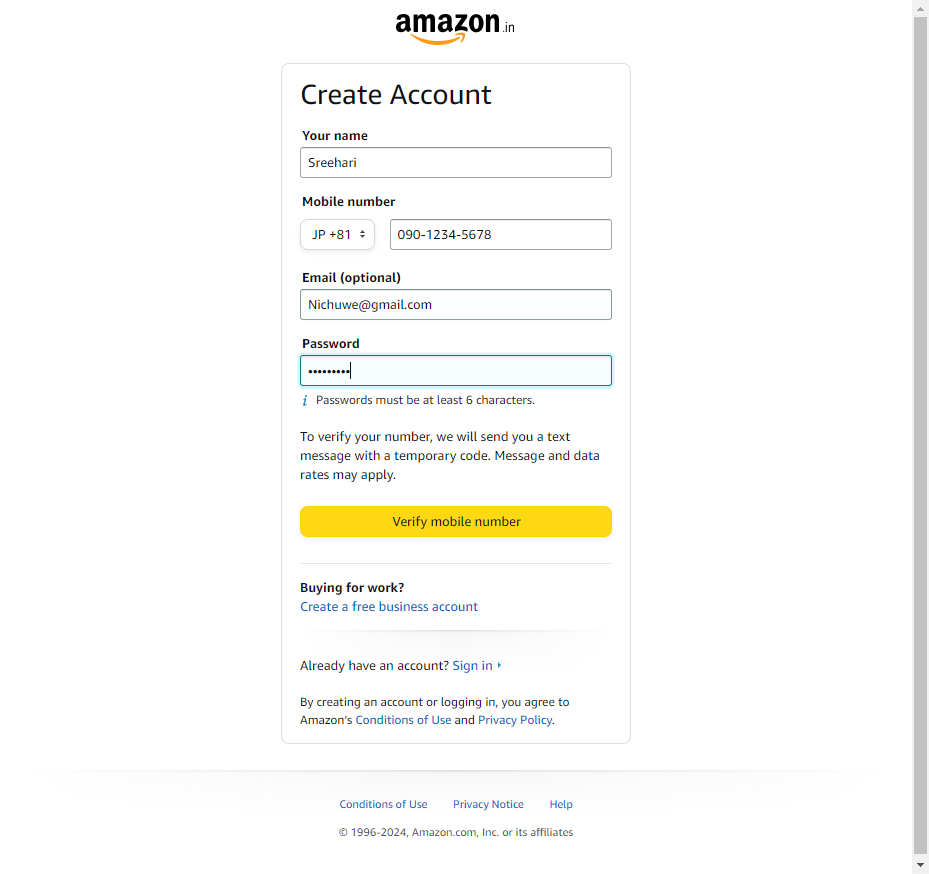 amazon.in
Create Account
Your name
Sreehari
Mobile number
JP +81 090-1234-5678
Email (optional)
Nichuwe@gmail.com
Password
•••••••••
i Passwords must be at least 6 characters.
To verify your number, we will send you a text
message with a temporary code. Message and data
rates may apply.
Verify mobile number
Buying for work?
Create a free business account
Already have an account? Sign in
By creating an account or logging in, you agree to
Amazon's Conditions of Use and Privacy Policy.
Conditions of Use Privacy Notice Help
© 1996-2024, Amazon.com, Inc. or its affiliates